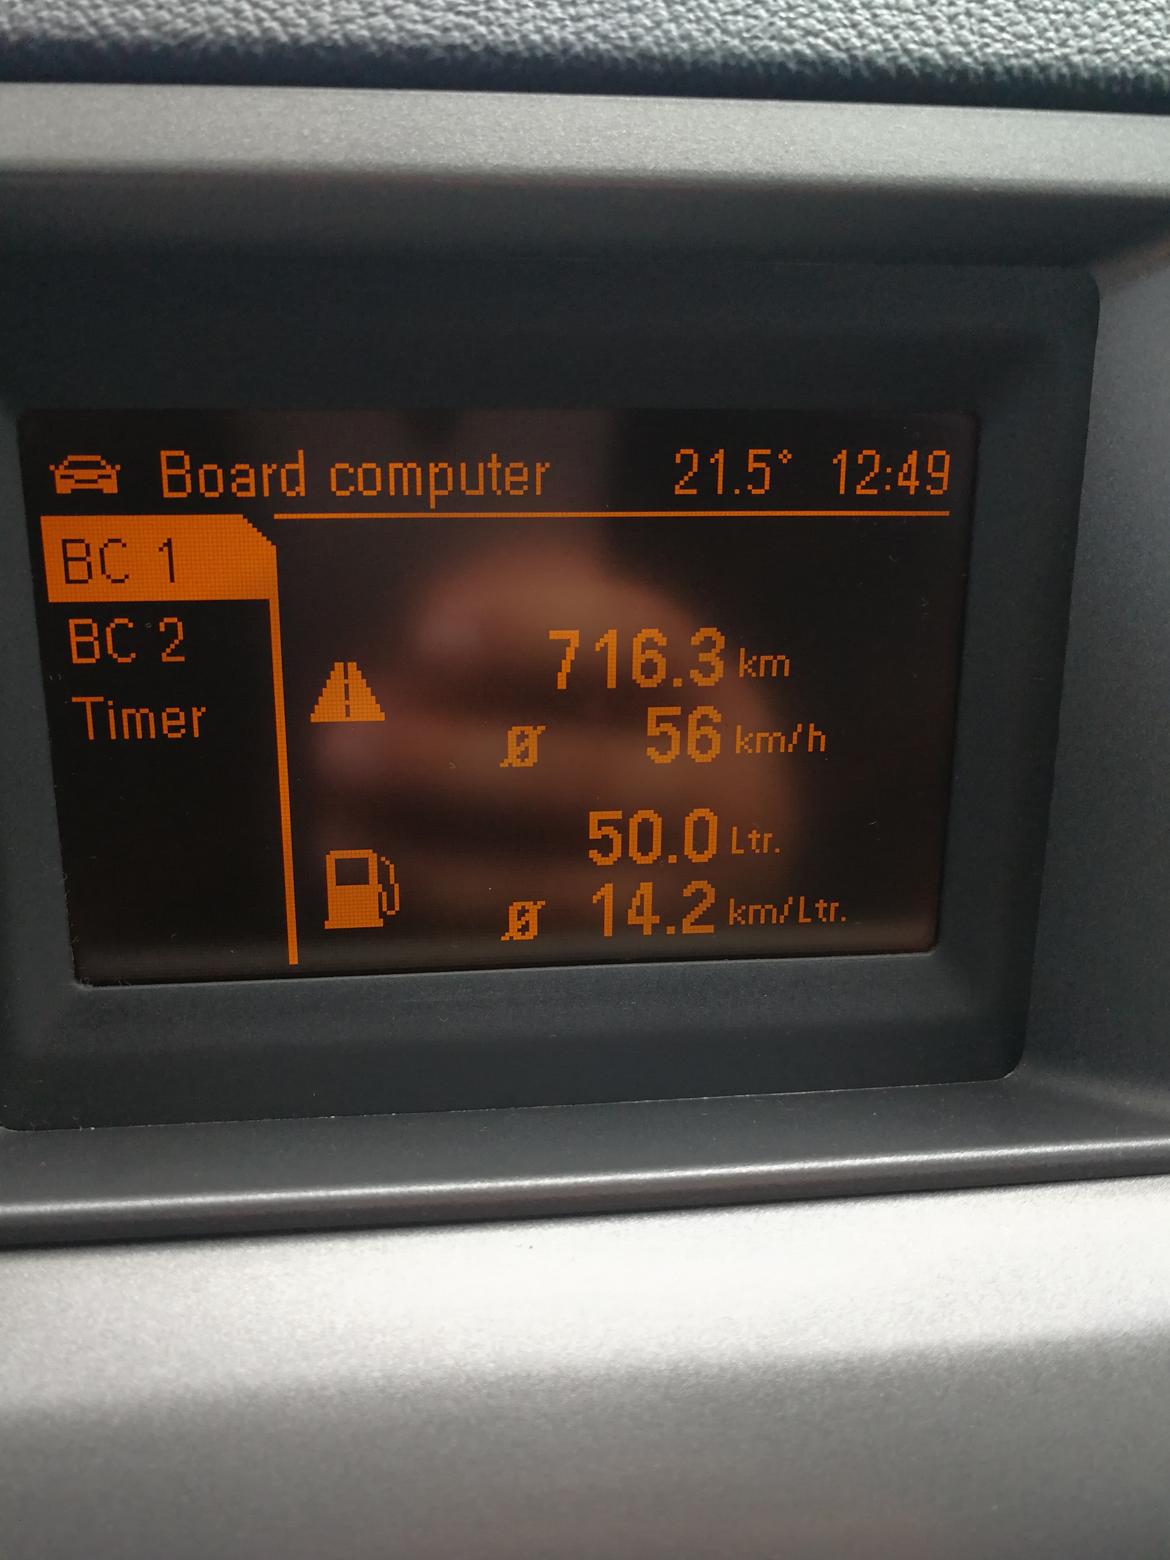 Board computer 21.5° 12:49
BC 1
BC 2
Timer
716.3 km
Ø 56 km/h
50.0 Ltr.
Ø 14.2 km/Ltr.